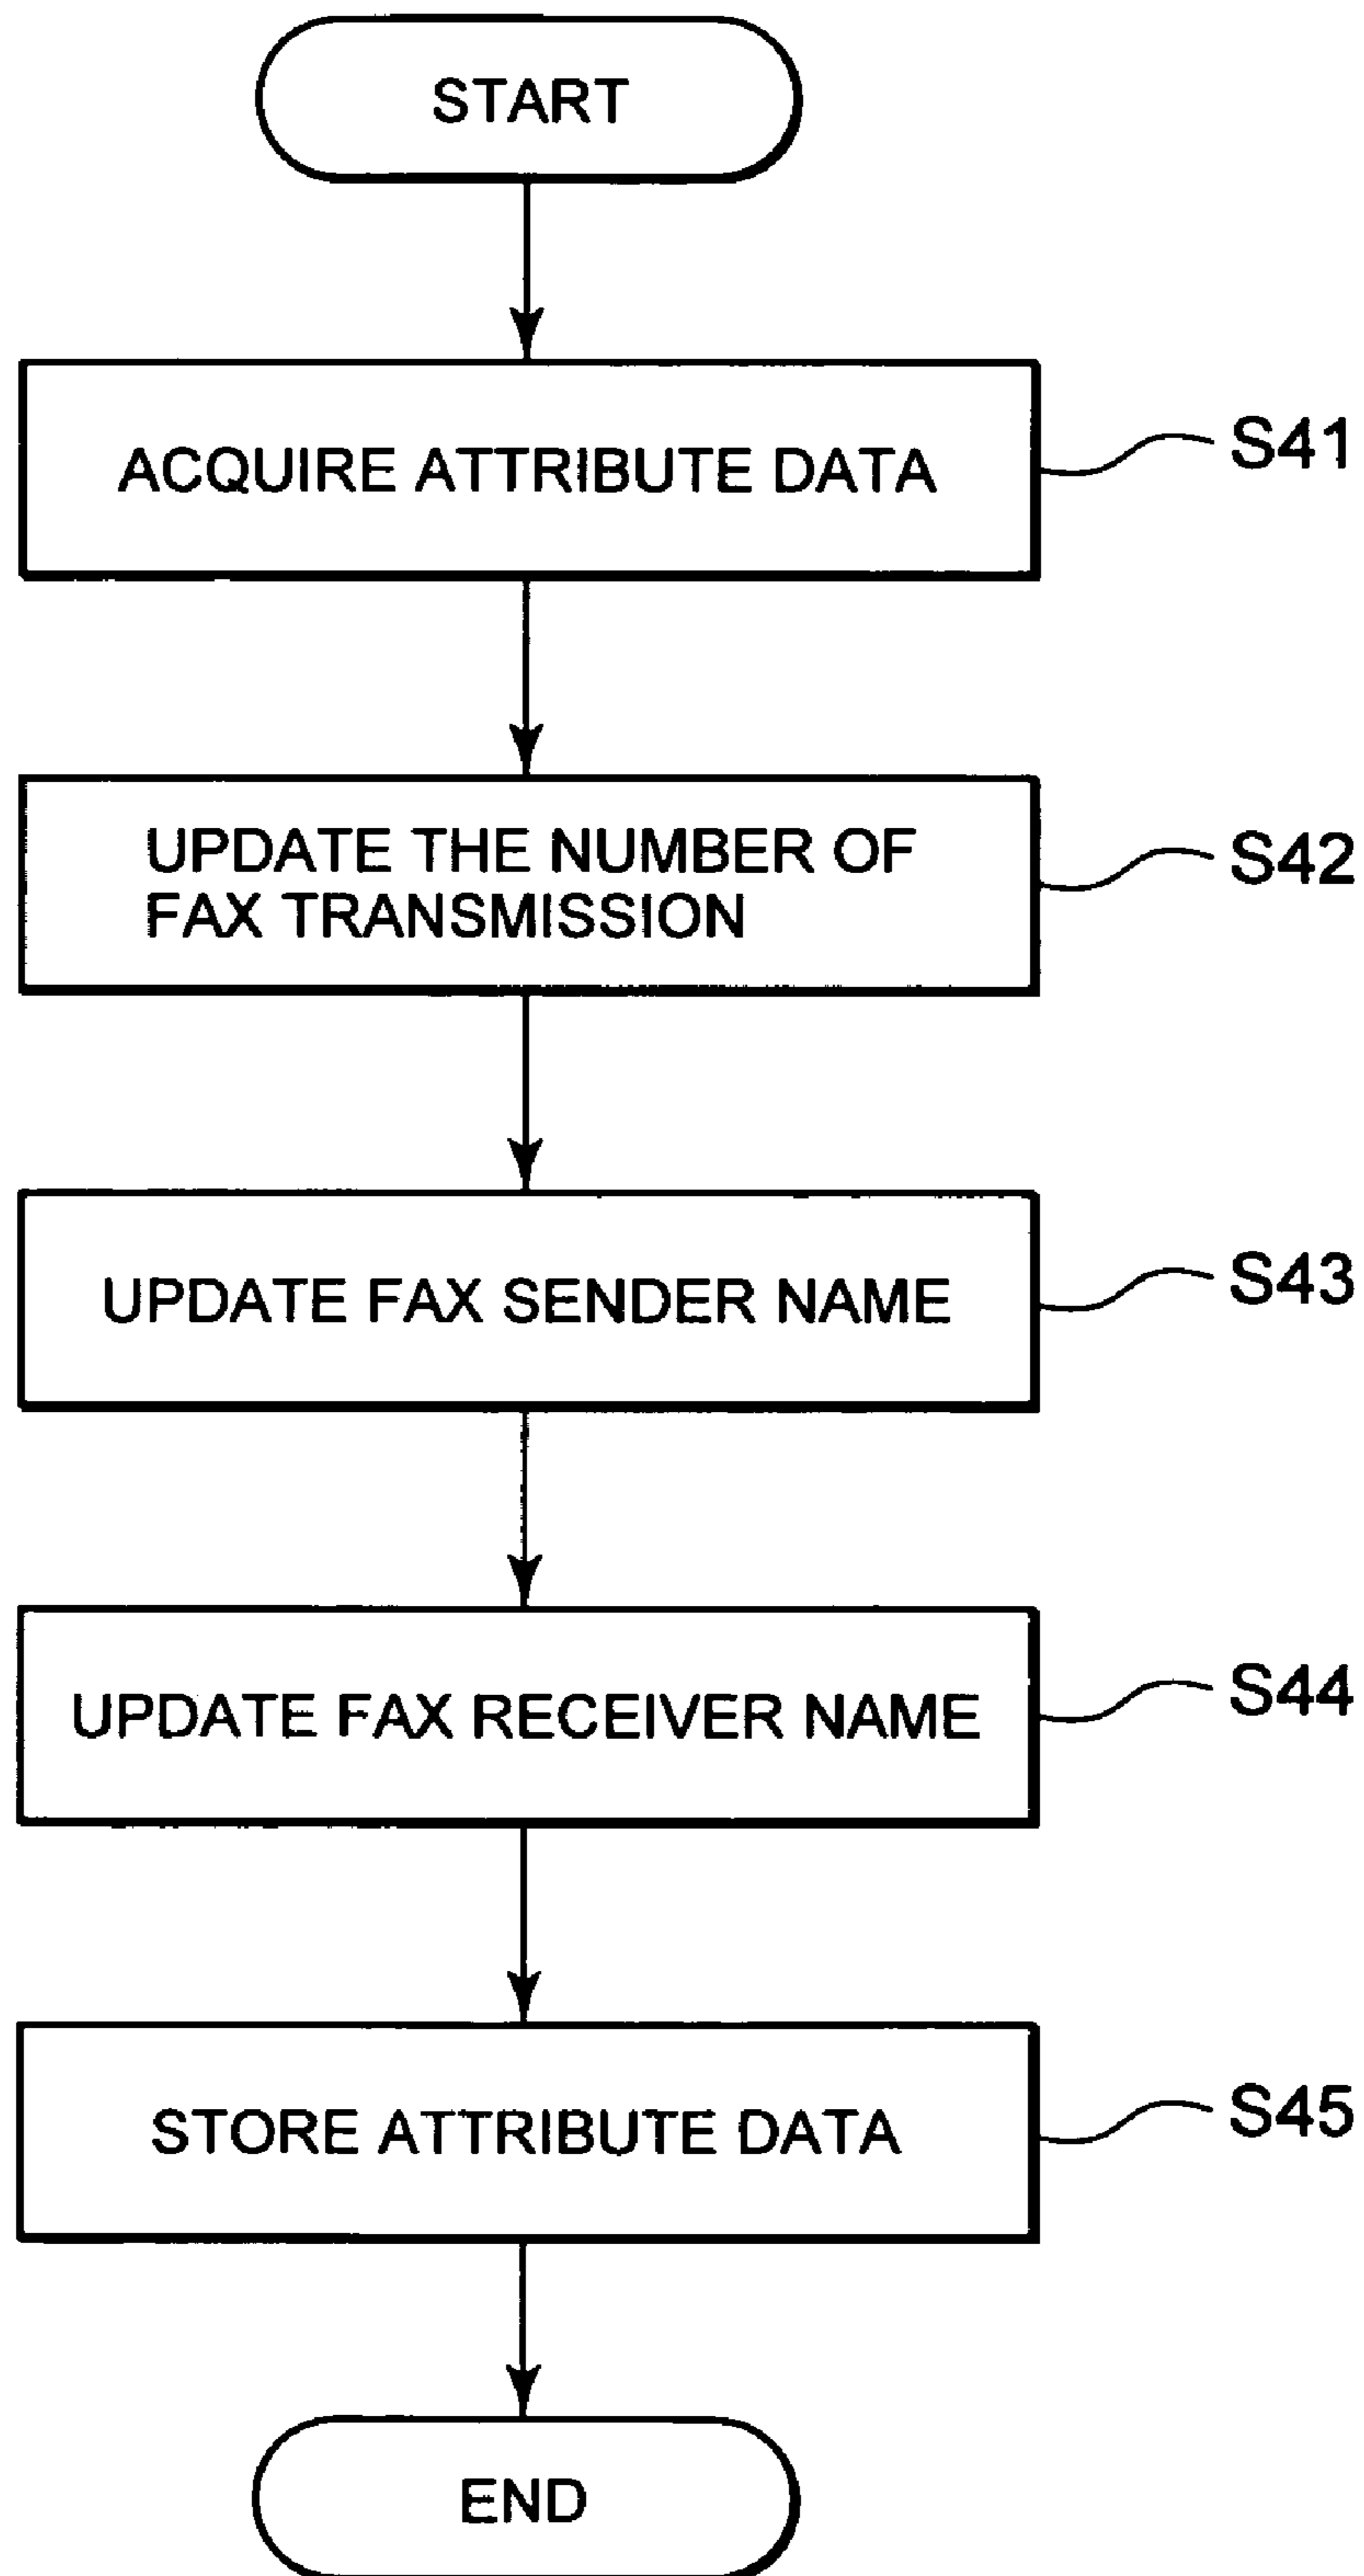 START
ACQUIRE ATTRIBUTE DATA
S41
UPDATE THE NUMBER OF
FAX TRANSMISSION
S42
UPDATE FAX SENDER NAME
S43
UPDATE FAX RECEIVER NAME
S44
STORE ATTRIBUTE DATA
S45
END